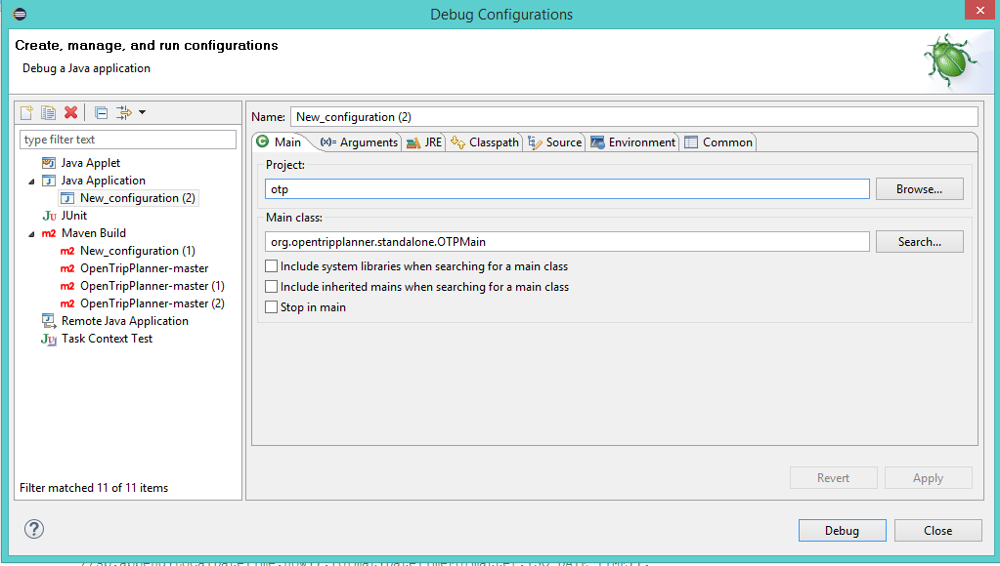 Debug Configurations
Create, manage, and run configurations
Debug a Java application
type filter text
Java Applet
Java Application
New_configuration (2)
JUnit
Maven Build
New_configuration (1)
OpenTripPlanner-master
OpenTripPlanner-master (1)
OpenTripPlanner-master (2)
Remote Java Application
Task Context Test
Filter matched 11 of 11 items
Name: New_configuration (2)
Main (x)= Arguments JRE Classpath Source Environment Common
Project:
otp Browse...
Main class:
org.opentripplanner.standalone.OTPMain Search...
Include system libraries when searching for a main class
Include inherited mains when searching for a main class
Stop in main
Revert Apply
Debug Close